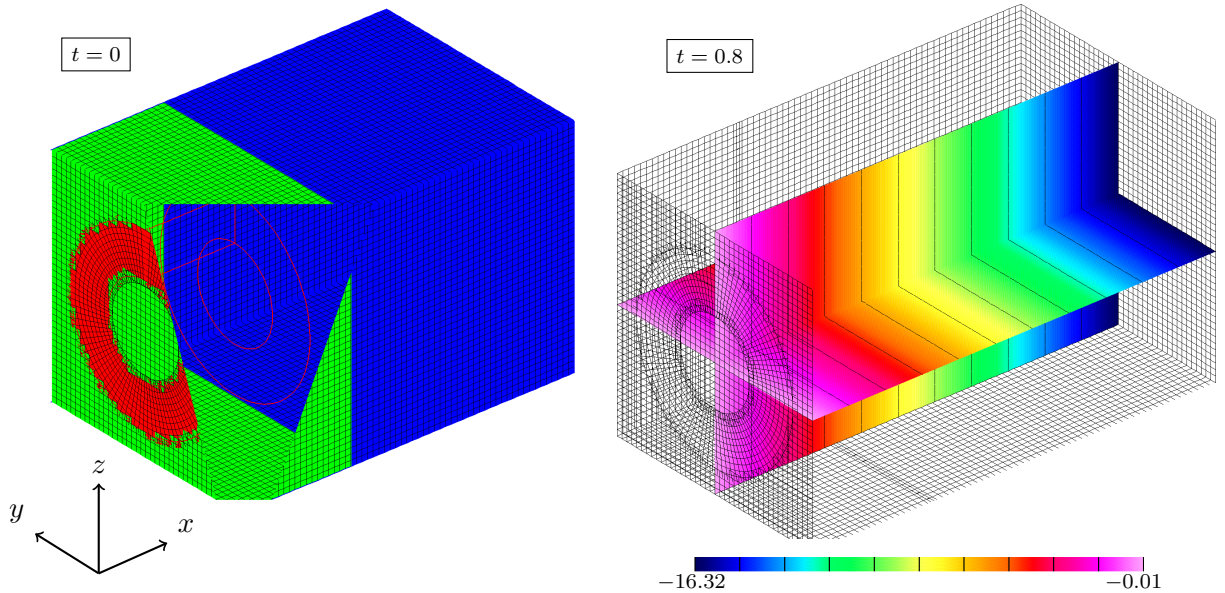 t = 0
t = 0.8
z
y
x
−16.32
−0.01